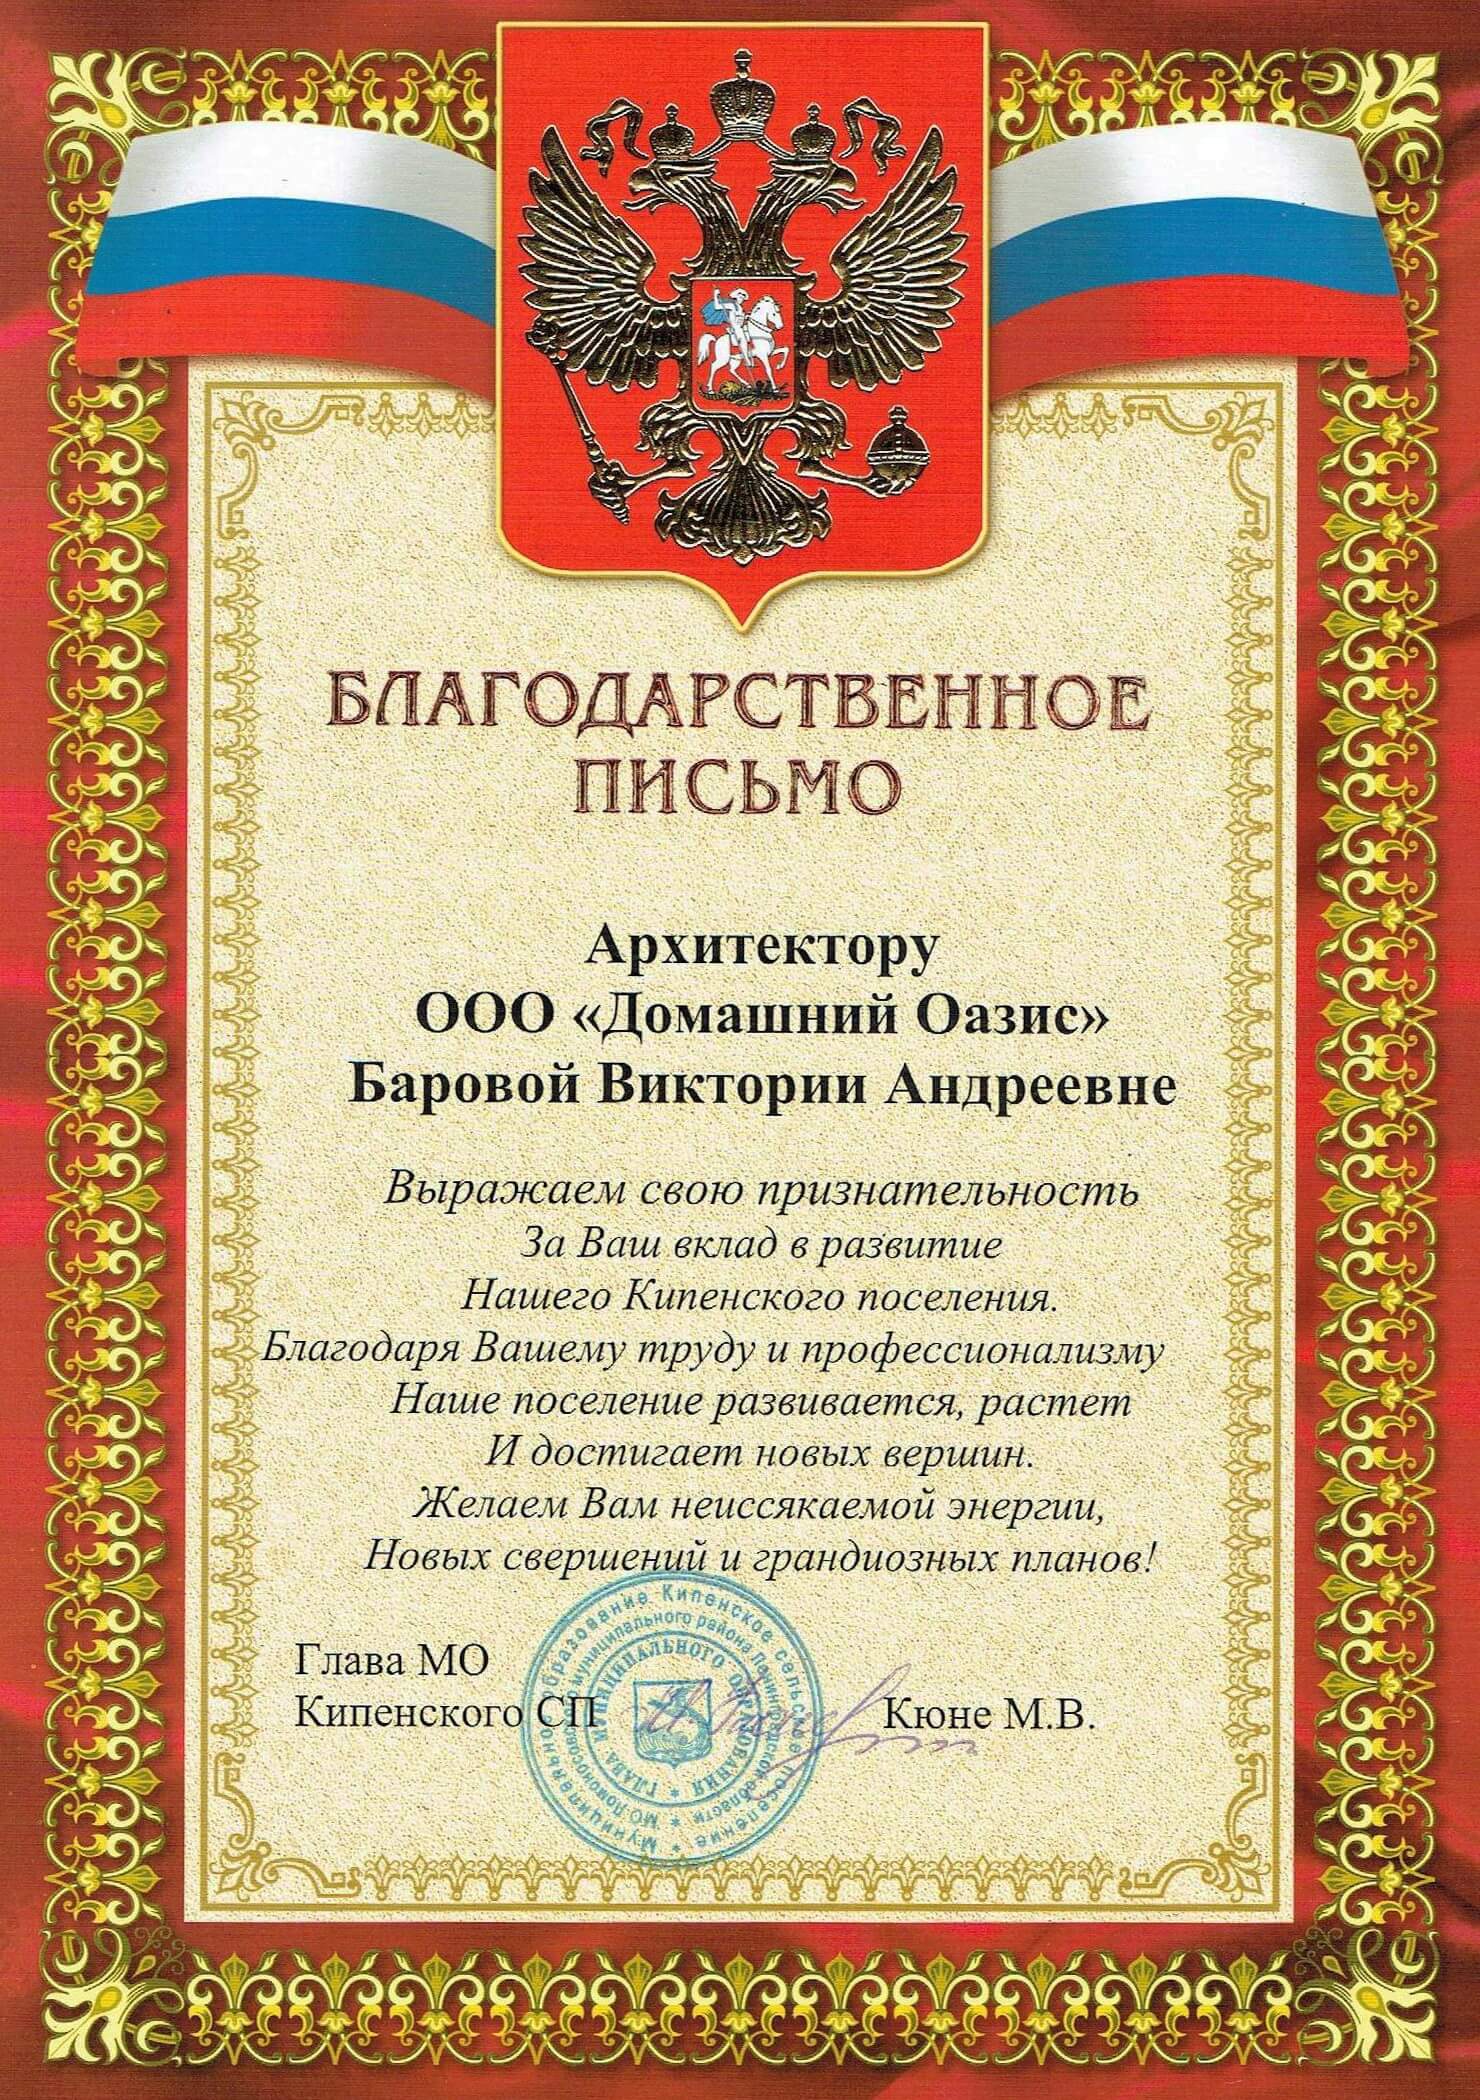 БЛАГОДАРСТВЕННОЕ
ПИСЬМО
Архитектору
ООО «Домашний Оазис»
Баровой Виктории Андреевне
Выражаем свою признательность
За Ваш вклад в развитие
Нашего Кипенского поселения.
Благодаря Вашему труду и профессионализму
Наше поселение развивается, растет
И достигает новых вершин.
Желаем Вам неиссякаемой энергии,
Новых свершений и грандиозных планов!
Глава МО
Кипенского СП
Кюне М.В.
* Муниципальное образование Кипенское сельское поселение *
* МО Ломоносовского муниципального района Ленинградской области *
* ГЛАВА МУНИЦИПАЛЬНОГО ОБРАЗОВАНИЯ